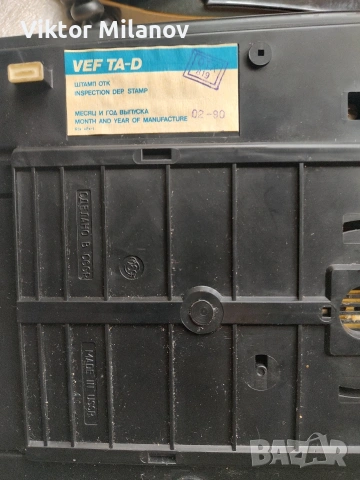 Viktor Milanov
VEF TA-D
ШТАМП ОТК
INSPECTION DEP. STAMP
МЕСЯЦ И ГОД ВЫПУСКА
MONTH AND YEAR OF MANUFACTURE
02-90
СДЕЛАНО В СССР
MADE IN USSR
BAZAR
bg